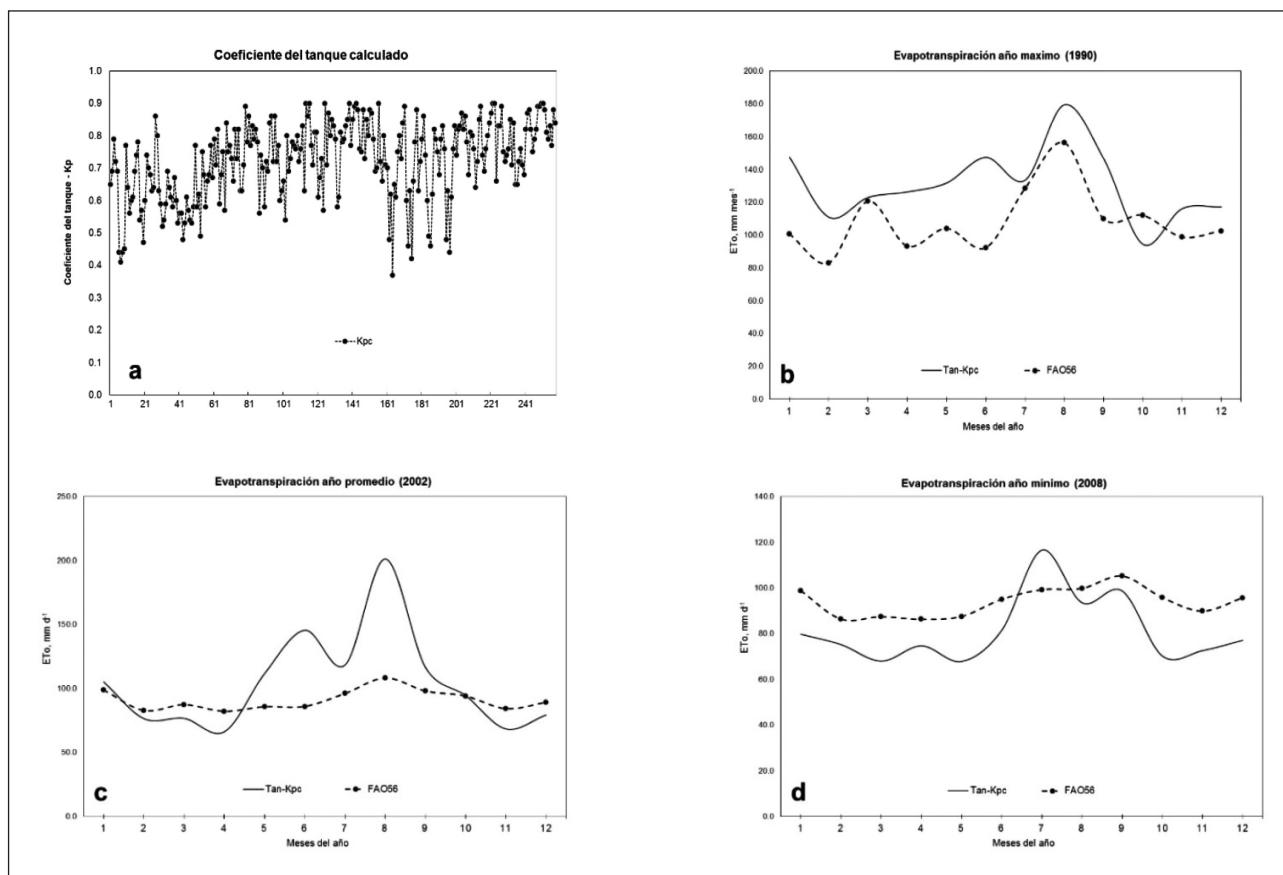 Coeficiente del tanque calculado
Coeficiente del tanque - Kp
1.0
0.9
0.8
0.7
0.6
0.5
0.4
0.3
0.2
0.1
0.0
Kpc
a
1 21 41 61 81 101 121 141 161 181 201 221 241
Evapotranspiración año maximo (1990)
ETo, mm mes-1
200.0
180.0
160.0
140.0
120.0
100.0
80.0
60.0
40.0
20.0
0.0
Tan-Kpc FAO56
b
1 2 3 4 5 6 7 8 9 10 11 12
Meses del año
Evapotranspiración año promedio (2002)
ETo, mm d-1
250.0
200.0
150.0
100.0
50.0
0.0
Tan-Kpc FAO56
c
1 2 3 4 5 6 7 8 9 10 11 12
Meses del año
Evapotranspiración año mínimo (2008)
ETo, mm d-1
140.0
120.0
100.0
80.0
60.0
40.0
20.0
0.0
Tan-Kpc FAO56
d
1 2 3 4 5 6 7 8 9 10 11 12
Meses del año